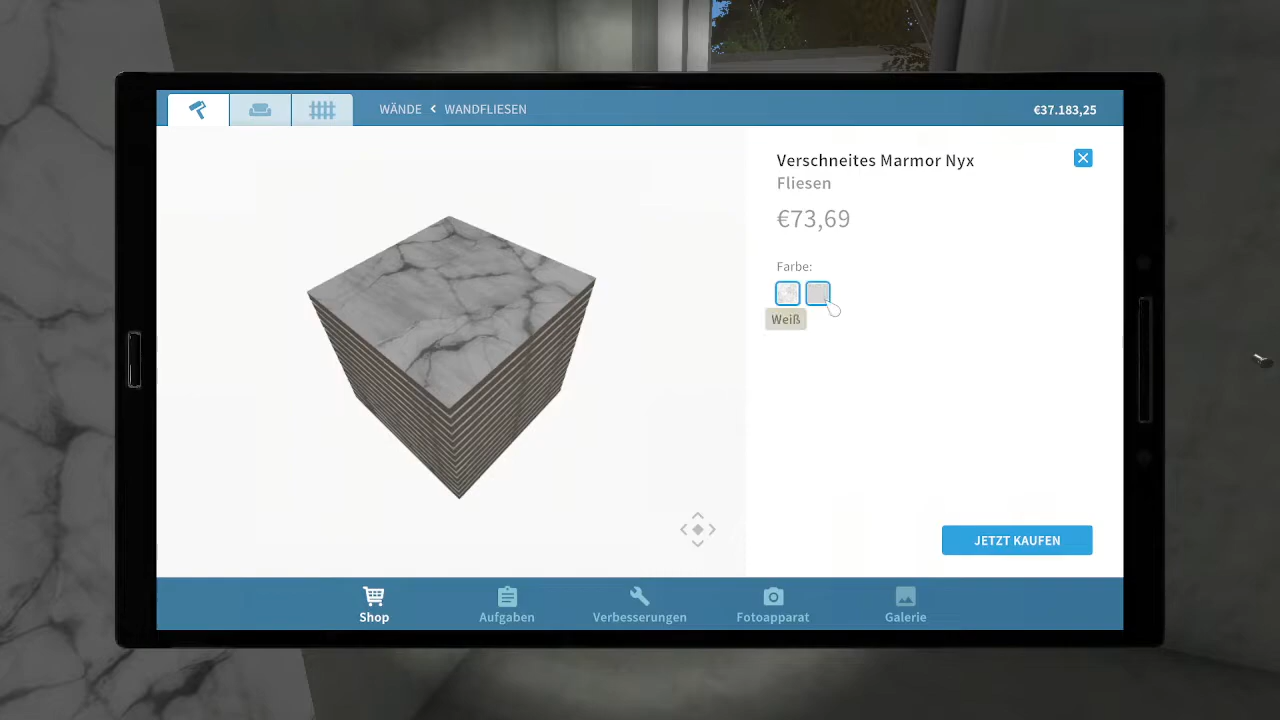 WÄNDE < WANDFLIESEN
€37.183,25
Verschneites Marmor Nyx
Fliesen
€73,69
Farbe:
Weiß
JETZT KAUFEN
Shop
Aufgaben
Verbesserungen
Fotoapparat
Galerie